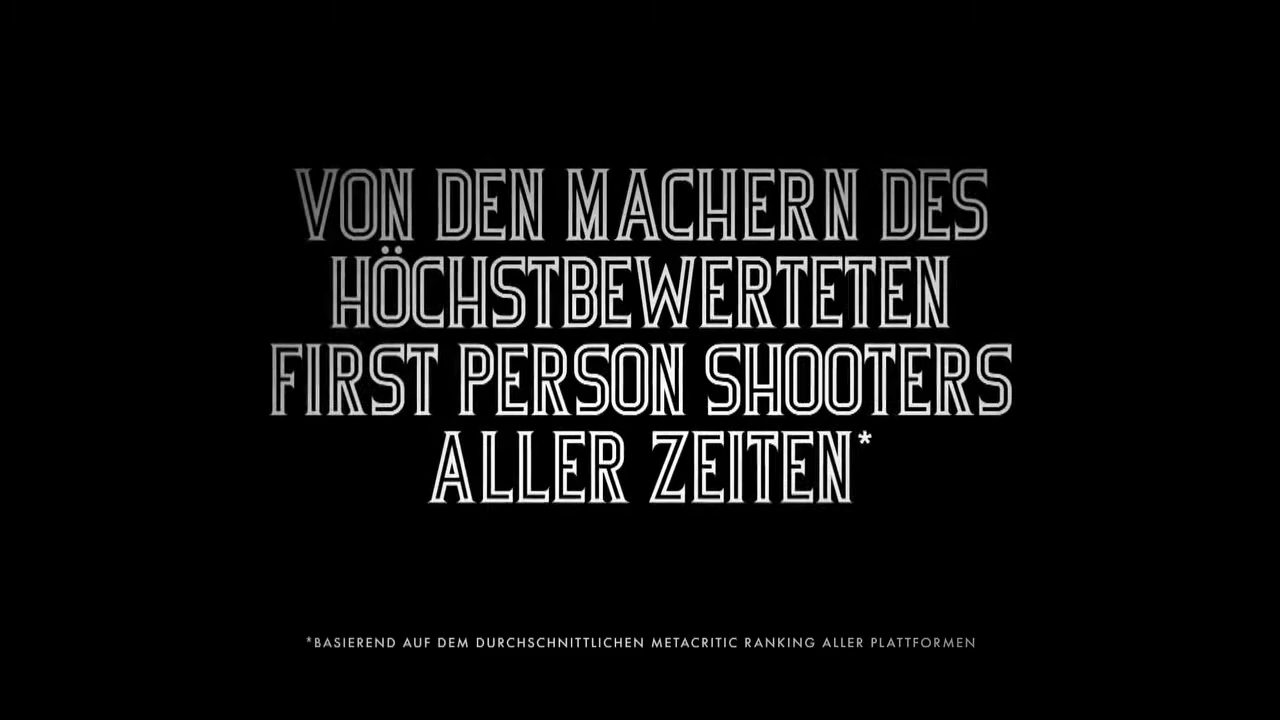 VON DEN MACHERN DES
HÖCHSTBEWERTETEN
FIRST PERSON SHOOTERS
ALLER ZEITEN*
*BASIEREND AUF DEM DURCHSCHNITTLICHEN METACRITIC RANKING ALLER PLATTFORMEN